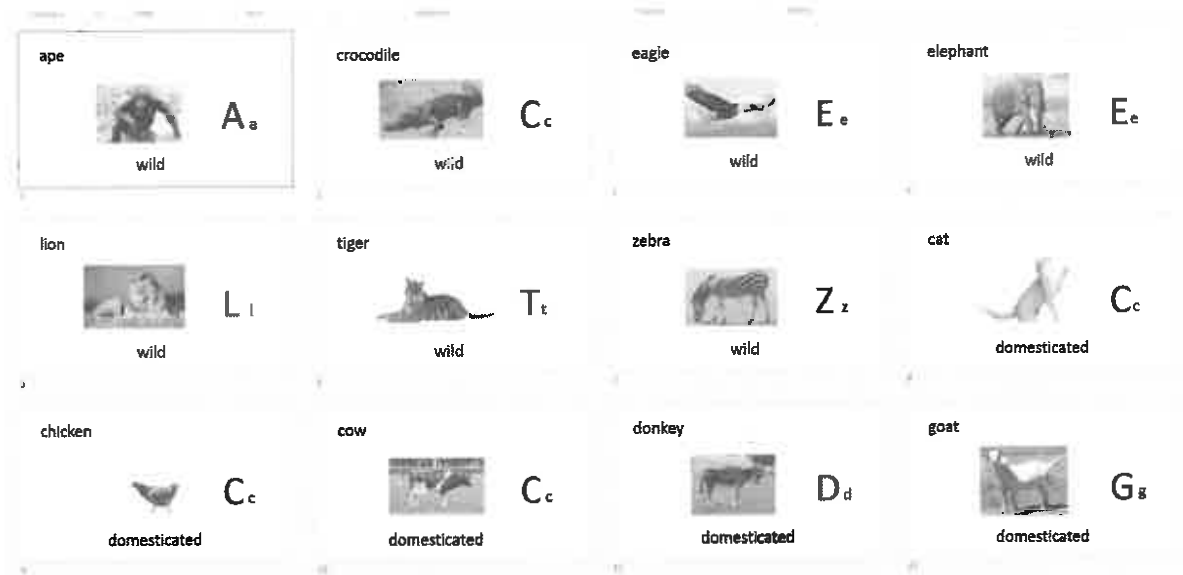 ape
A a
wild
crocodile
C c
wild
eagle
E e
wild
elephant
E e
wild
lion
L l
wild
tiger
T t
wild
zebra
Z z
wild
cat
C c
domesticated
chicken
C c
domesticated
cow
C c
domesticated
donkey
D d
domesticated
goat
G g
domesticated